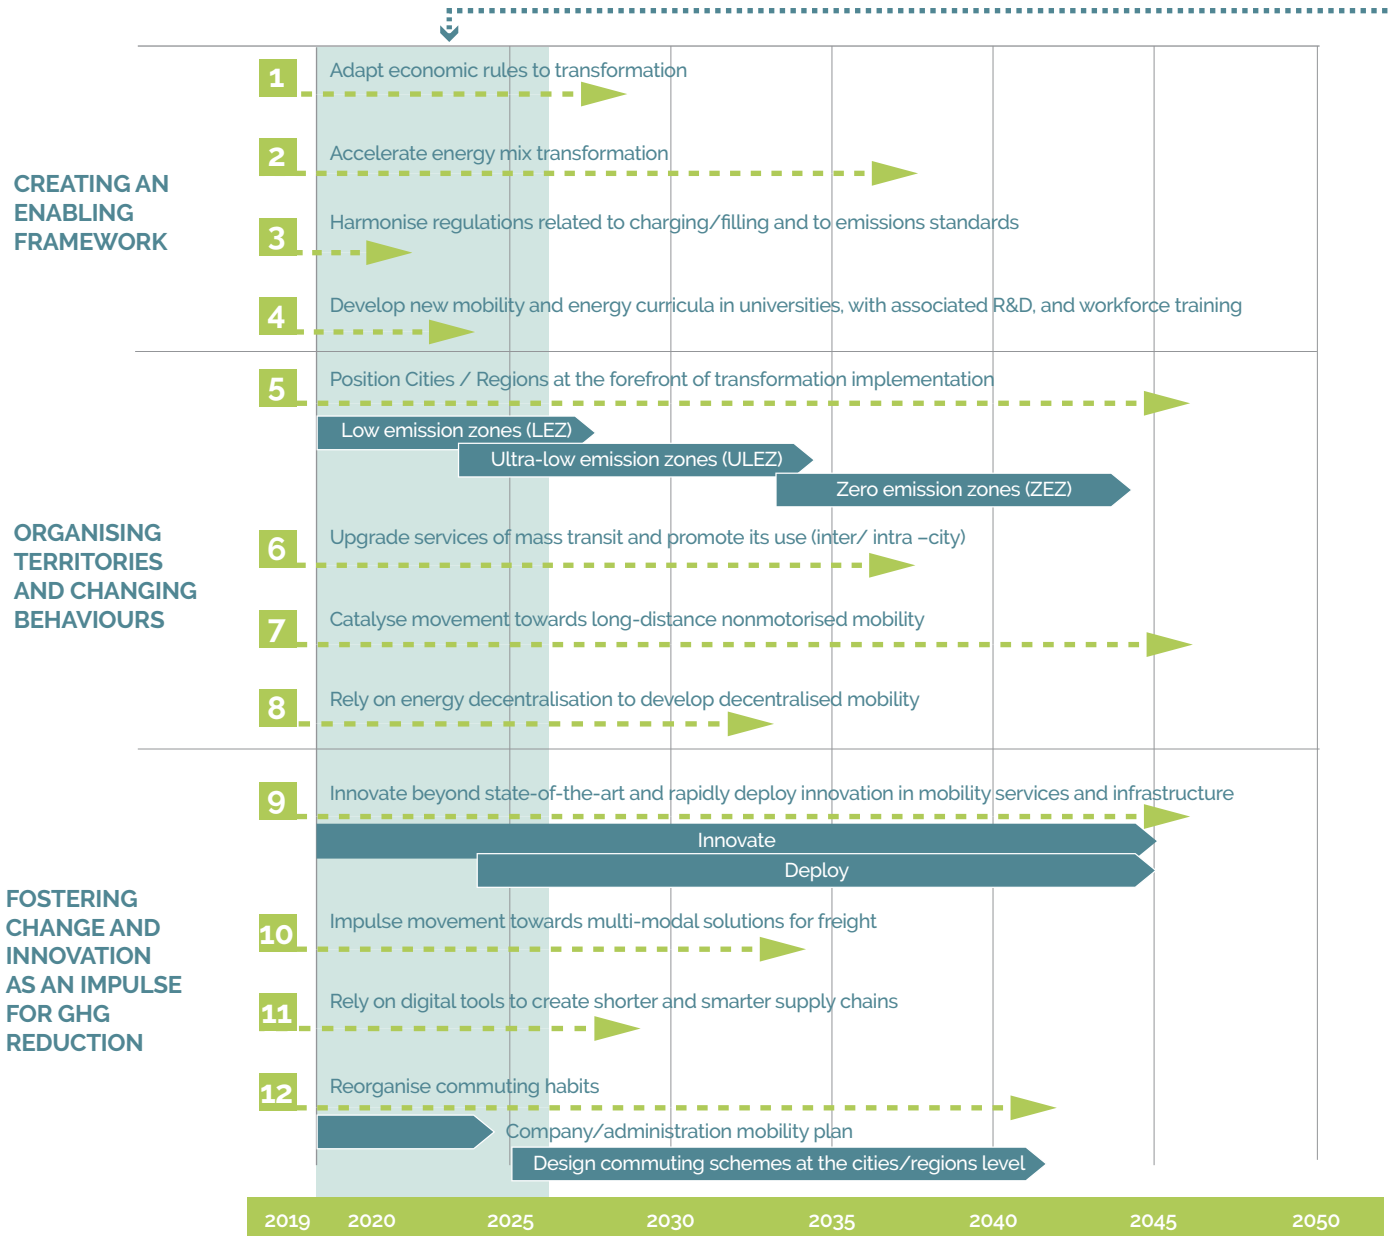 CREATING AN
ENABLING
FRAMEWORK
1
Adapt economic rules to transformation
2
Accelerate energy mix transformation
3
Harmonise regulations related to charging/filling and to emissions standards
4
Develop new mobility and energy curricula in universities, with associated R&D, and workforce training
ORGANISING
TERRITORIES
AND CHANGING
BEHAVIOURS
5
Position Cities / Regions at the forefront of transformation implementation
Low emission zones (LEZ)
Ultra-low emission zones (ULEZ)
Zero emission zones (ZEZ)
6
Upgrade services of mass transit and promote its use (inter/ intra –city)
7
Catalyse movement towards long-distance nonmotorised mobility
8
Rely on energy decentralisation to develop decentralised mobility
FOSTERING
CHANGE AND
INNOVATION
AS AN IMPULSE
FOR GHG
REDUCTION
9
Innovate beyond state-of-the-art and rapidly deploy innovation in mobility services and infrastructure
Innovate
Deploy
10
Impulse movement towards multi-modal solutions for freight
11
Rely on digital tools to create shorter and smarter supply chains
12
Reorganise commuting habits
Company/administration mobility plan
Design commuting schemes at the cities/regions level
2019 2020 2025 2030 2035 2040 2045 2050